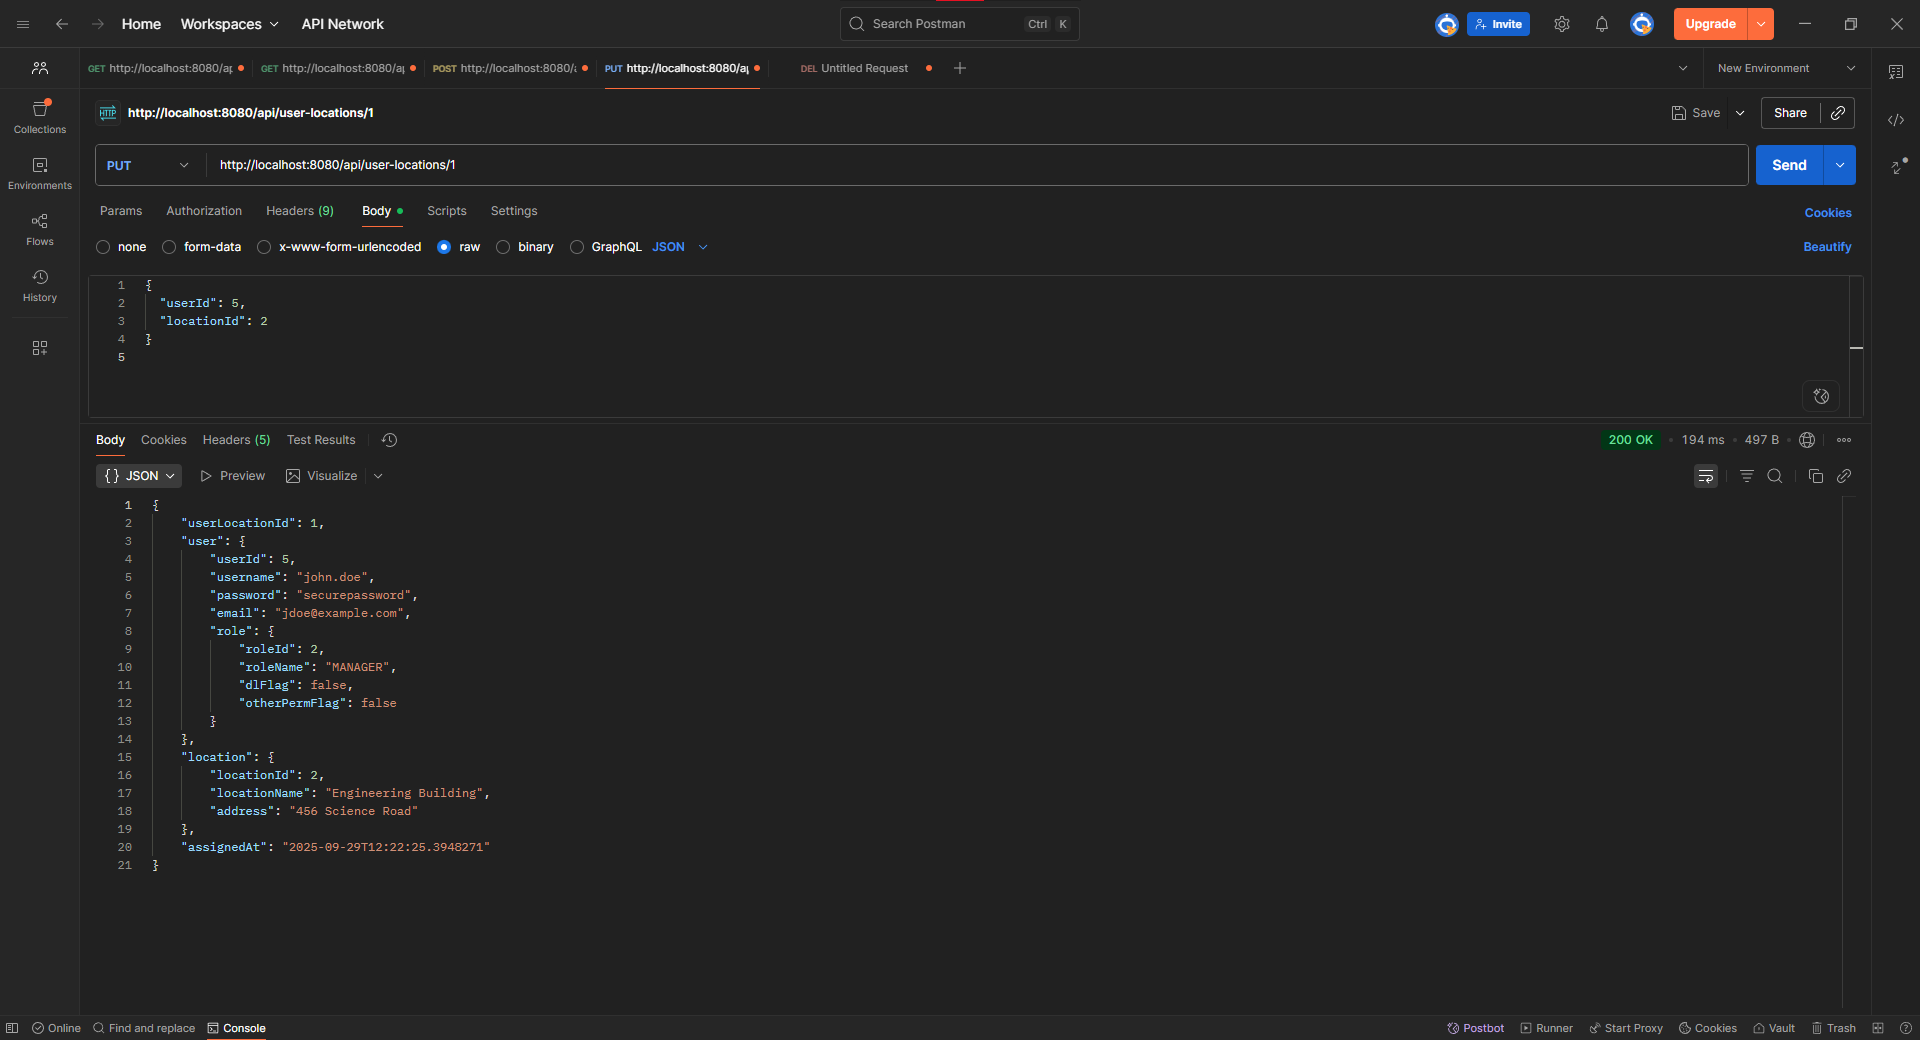 Home Workspaces API Network Search Postman Ctrl K Invite Upgrade
GET http://localhost:8080/ap GET http://localhost:8080/ap POST http://localhost:8080/a PUT http://localhost:8080/ap DEL Untitled Request New Environment
HTTP http://localhost:8080/api/user-locations/1 Save Share
PUT http://localhost:8080/api/user-locations/1 Send
Params Authorization Headers (9) Body Scripts Settings Cookies
none form-data x-www-form-urlencoded raw binary GraphQL JSON Beautify
Collections
Environments
Flows
History
1 {
2 "userId": 5,
3 "locationId": 2
4 }
5
Body Cookies Headers (5) Test Results 200 OK 194 ms 497 B
{ } JSON Preview Visualize
1 {
2 "userLocationId": 1,
3 "user": {
4 "userId": 5,
5 "username": "john.doe",
6 "password": "securepassword",
7 "email": "jdoe@example.com",
8 "role": {
9 "roleId": 2,
10 "roleName": "MANAGER",
11 "dlFlag": false,
12 "otherPermFlag": false
13 }
14 },
15 "location": {
16 "locationId": 2,
17 "locationName": "Engineering Building",
18 "address": "456 Science Road"
19 },
20 "assignedAt": "2025-09-29T12:22:25.3948271"
21 }
Online Find and replace Console Postbot Runner Start Proxy Cookies Vault Trash